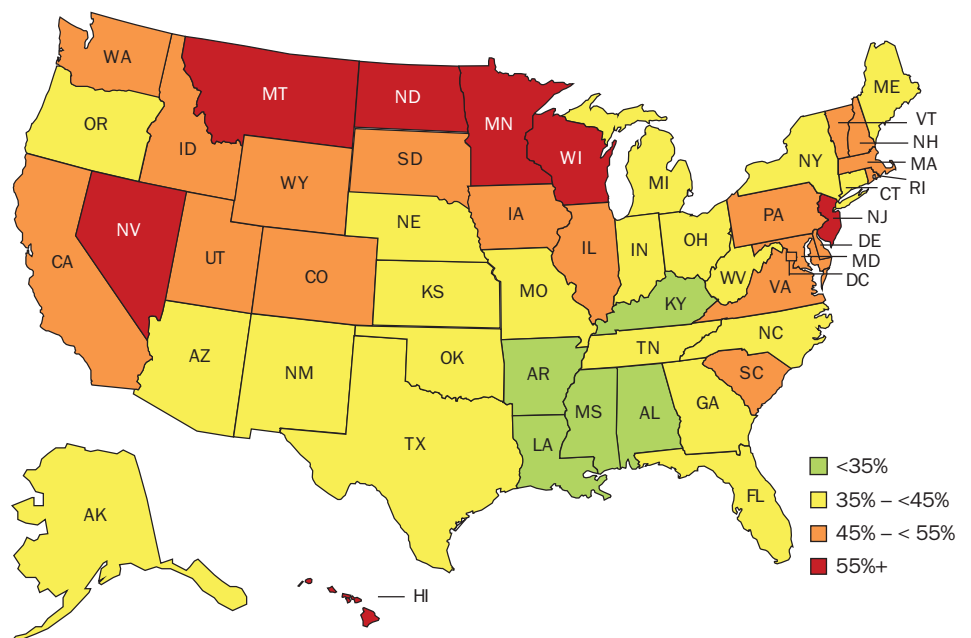 WA
MT
ND
MN
ME
VT
NH
MA
RI
CT
NJ
DE
MD
DC
OR
ID
SD
WI
NY
MI
WY
NE
IA
PA
NV
UT
CO
IL
IN
OH
WV
VA
CA
KS
MO
KY
NC
AZ
NM
OK
TN
AR
SC
MS
AL
GA
TX
LA
FL
AK
HI
<35%
35% – <45%
45% – < 55%
55%+